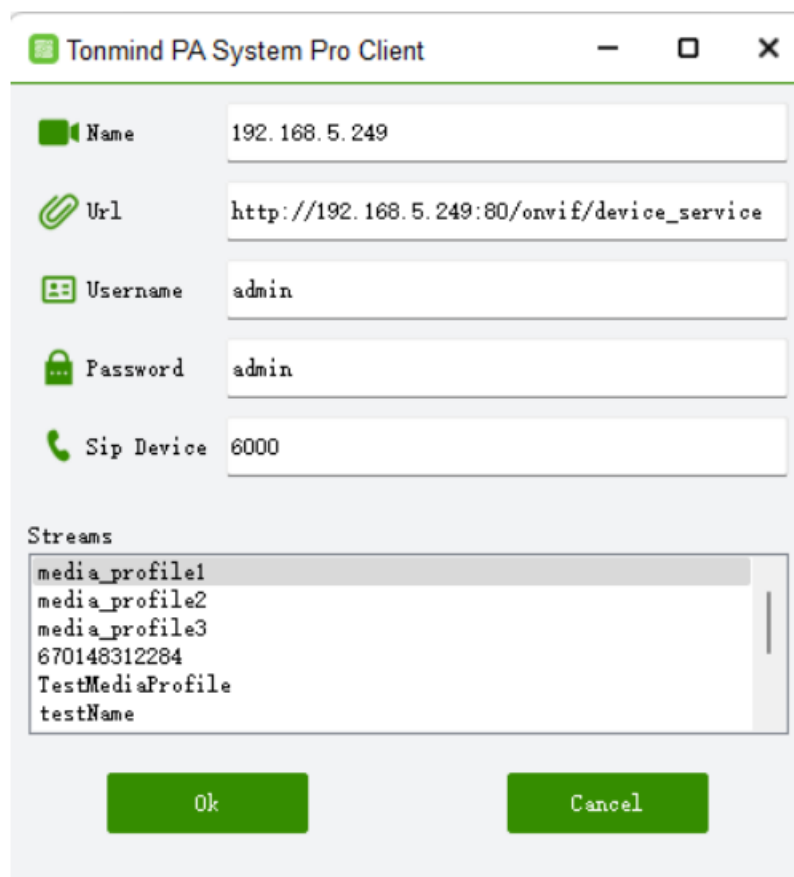 Tonmind PA System Pro Client
Name 192.168.5.249
Url http://192.168.5.249:80/onvif/device_service
Username admin
Password admin
Sip Device 6000
Streams
media_profile1
media_profile2
media_profile3
670148312284
TestMediaProfile
testName
Ok Cancel